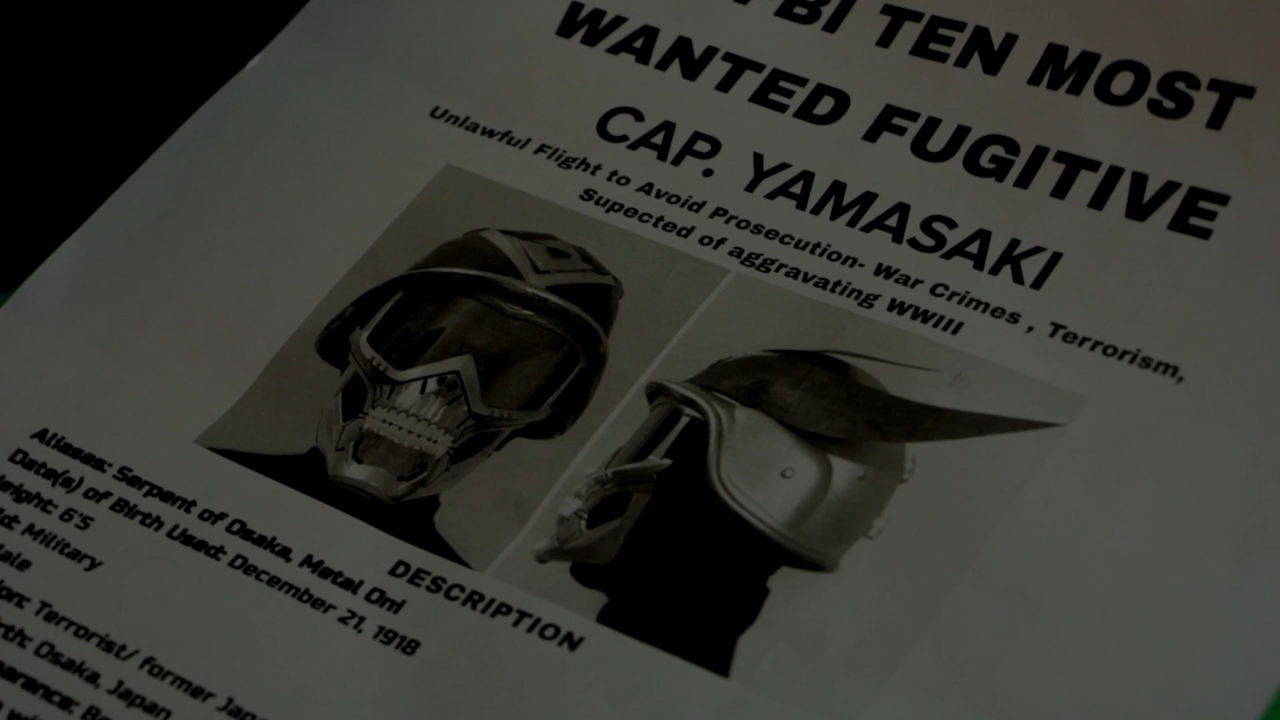 BI TEN MOST
WANTED FUGITIVE
CAP. YAMASAKI
Unlawful Flight to Avoid Prosecution- War Crimes , Terrorism,
Supected of aggravating WWIII
DESCRIPTION
Aliases: Serpent of Osaka, Metal Oni
Date(s) of Birth Used: December 21, 1918
6'5
Military
Terrorist/ former
Osaka, Japan